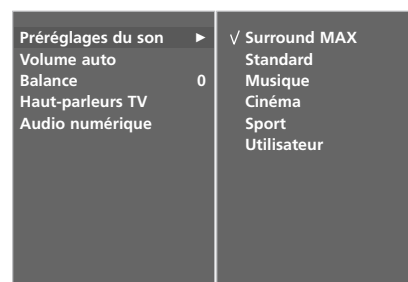 Préréglages du son ►
Volume auto
Balance 0
Haut-parleurs TV
Audio numérique
√ Surround MAX
Standard
Musique
Cinéma
Sport
Utilisateur